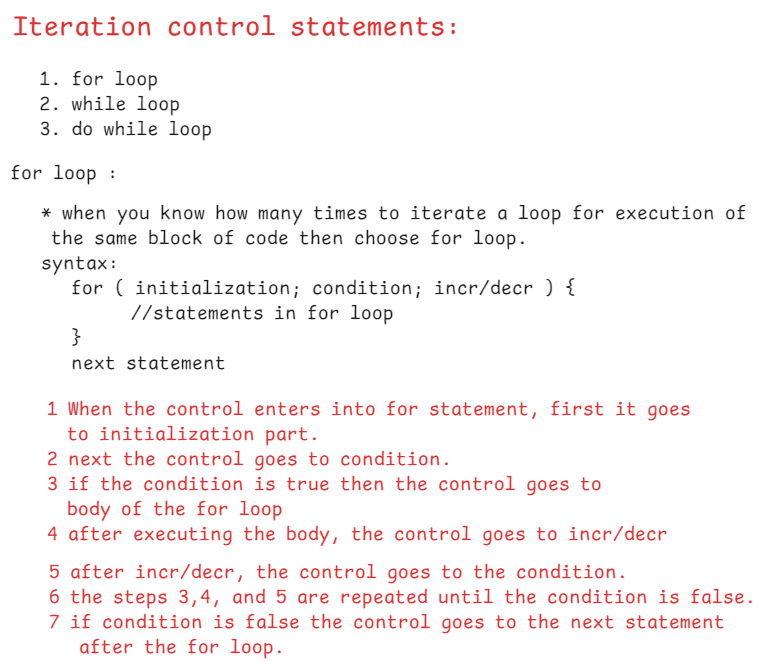 Iteration control statements:
1. for loop
2. while loop
3. do while loop
for loop :
* when you know how many times to iterate a loop for execution of
the same block of code then choose for loop.
syntax:
for ( initialization; condition; incr/decr ) {
//statements in for loop
}
next statement
1 When the control enters into for statement, first it goes
to initialization part.
2 next the control goes to condition.
3 if the condition is true then the control goes to
body of the for loop
4 after executing the body, the control goes to incr/decr
5 after incr/decr, the control goes to the condition.
6 the steps 3,4, and 5 are repeated until the condition is false.
7 if condition is false the control goes to the next statement
after the for loop.